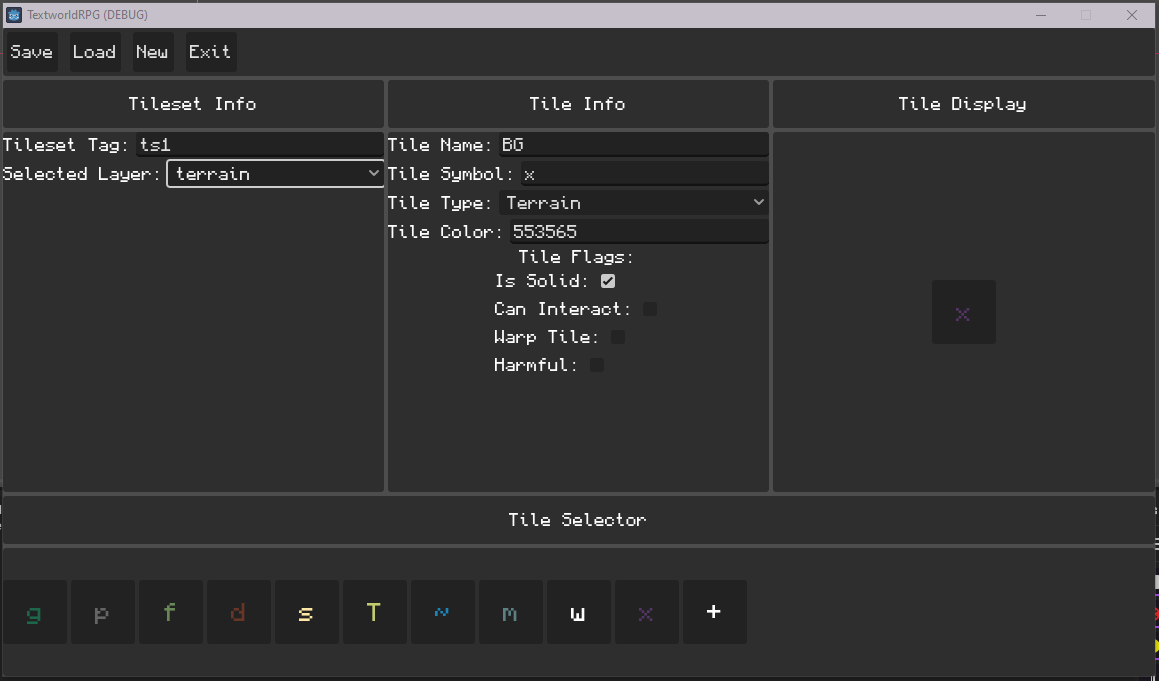 TextworldRPG (DEBUG)
Save Load New Exit
Tileset Info Tile Info Tile Display
Tileset Tag: ts1
Selected Layer: terrain
Tile Name: BG
Tile Symbol: x
Tile Type: Terrain
Tile Color: 553565
Tile Flags:
Is Solid:
Can Interact:
Warp Tile:
Harmful:
x
Tile Selector
g p f d s T ~ m w x +